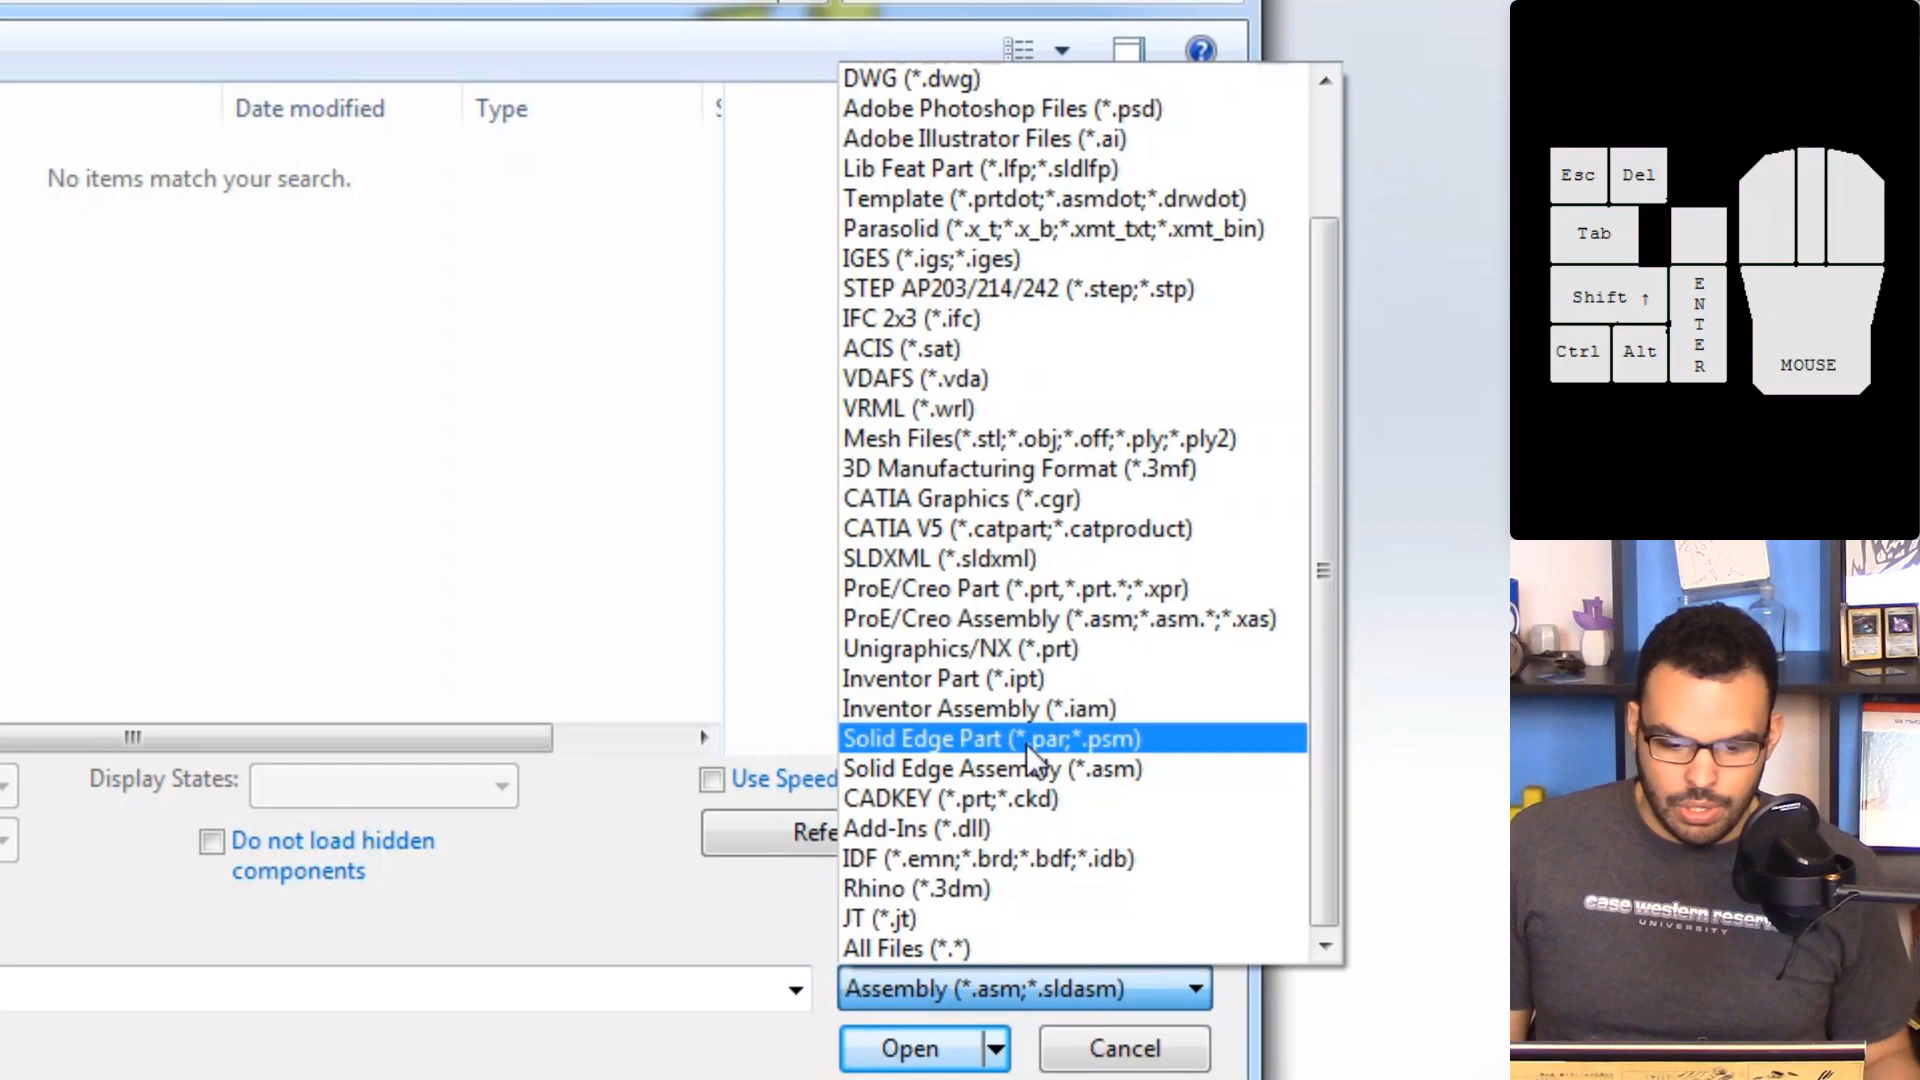 Date modified
Type
No items match your search.
DWG (*.dwg)
Adobe Photoshop Files (*.psd)
Adobe Illustrator Files (*.ai)
Lib Feat Part (*.lfp;*.sldlfp)
Template (*.prtdot;*.asmdot;*.drwdot)
Parasolid (*.x_t;*.x_b;*.xmt_txt;*.xmt_bin)
IGES (*.igs;*.iges)
STEP AP203/214/242 (*.step;*.stp)
IFC 2x3 (*.ifc)
ACIS (*.sat)
VDAFS (*.vda)
VRML (*.wrl)
Mesh Files(*.stl;*.obj;*.off;*.ply;*.ply2)
3D Manufacturing Format (*.3mf)
CATIA Graphics (*.cgr)
CATIA V5 (*.catpart;*.catproduct)
SLDXML (*.sldxml)
ProE/Creo Part (*.prt,*.prt.*;*.xpr)
ProE/Creo Assembly (*.asm;*.asm.*;*.xas)
Unigraphics/NX (*.prt)
Inventor Part (*.ipt)
Inventor Assembly (*.iam)
Solid Edge Part (*.par;*.psm)
Solid Edge Assembly (*.asm)
CADKEY (*.prt;*.ckd)
Add-Ins (*.dll)
IDF (*.emn;*.brd;*.bdf;*.idb)
Rhino (*.3dm)
JT (*.jt)
All Files (*.*)
Display States:
Use Speed
Do not load hidden
components
Refe
Assembly (*.asm;*.sldasm)
Open
Cancel
Esc
Del
Tab
Shift ↑
Ctrl
Alt
ENTER
MOUSE
case western reserv
UNIVERSITY